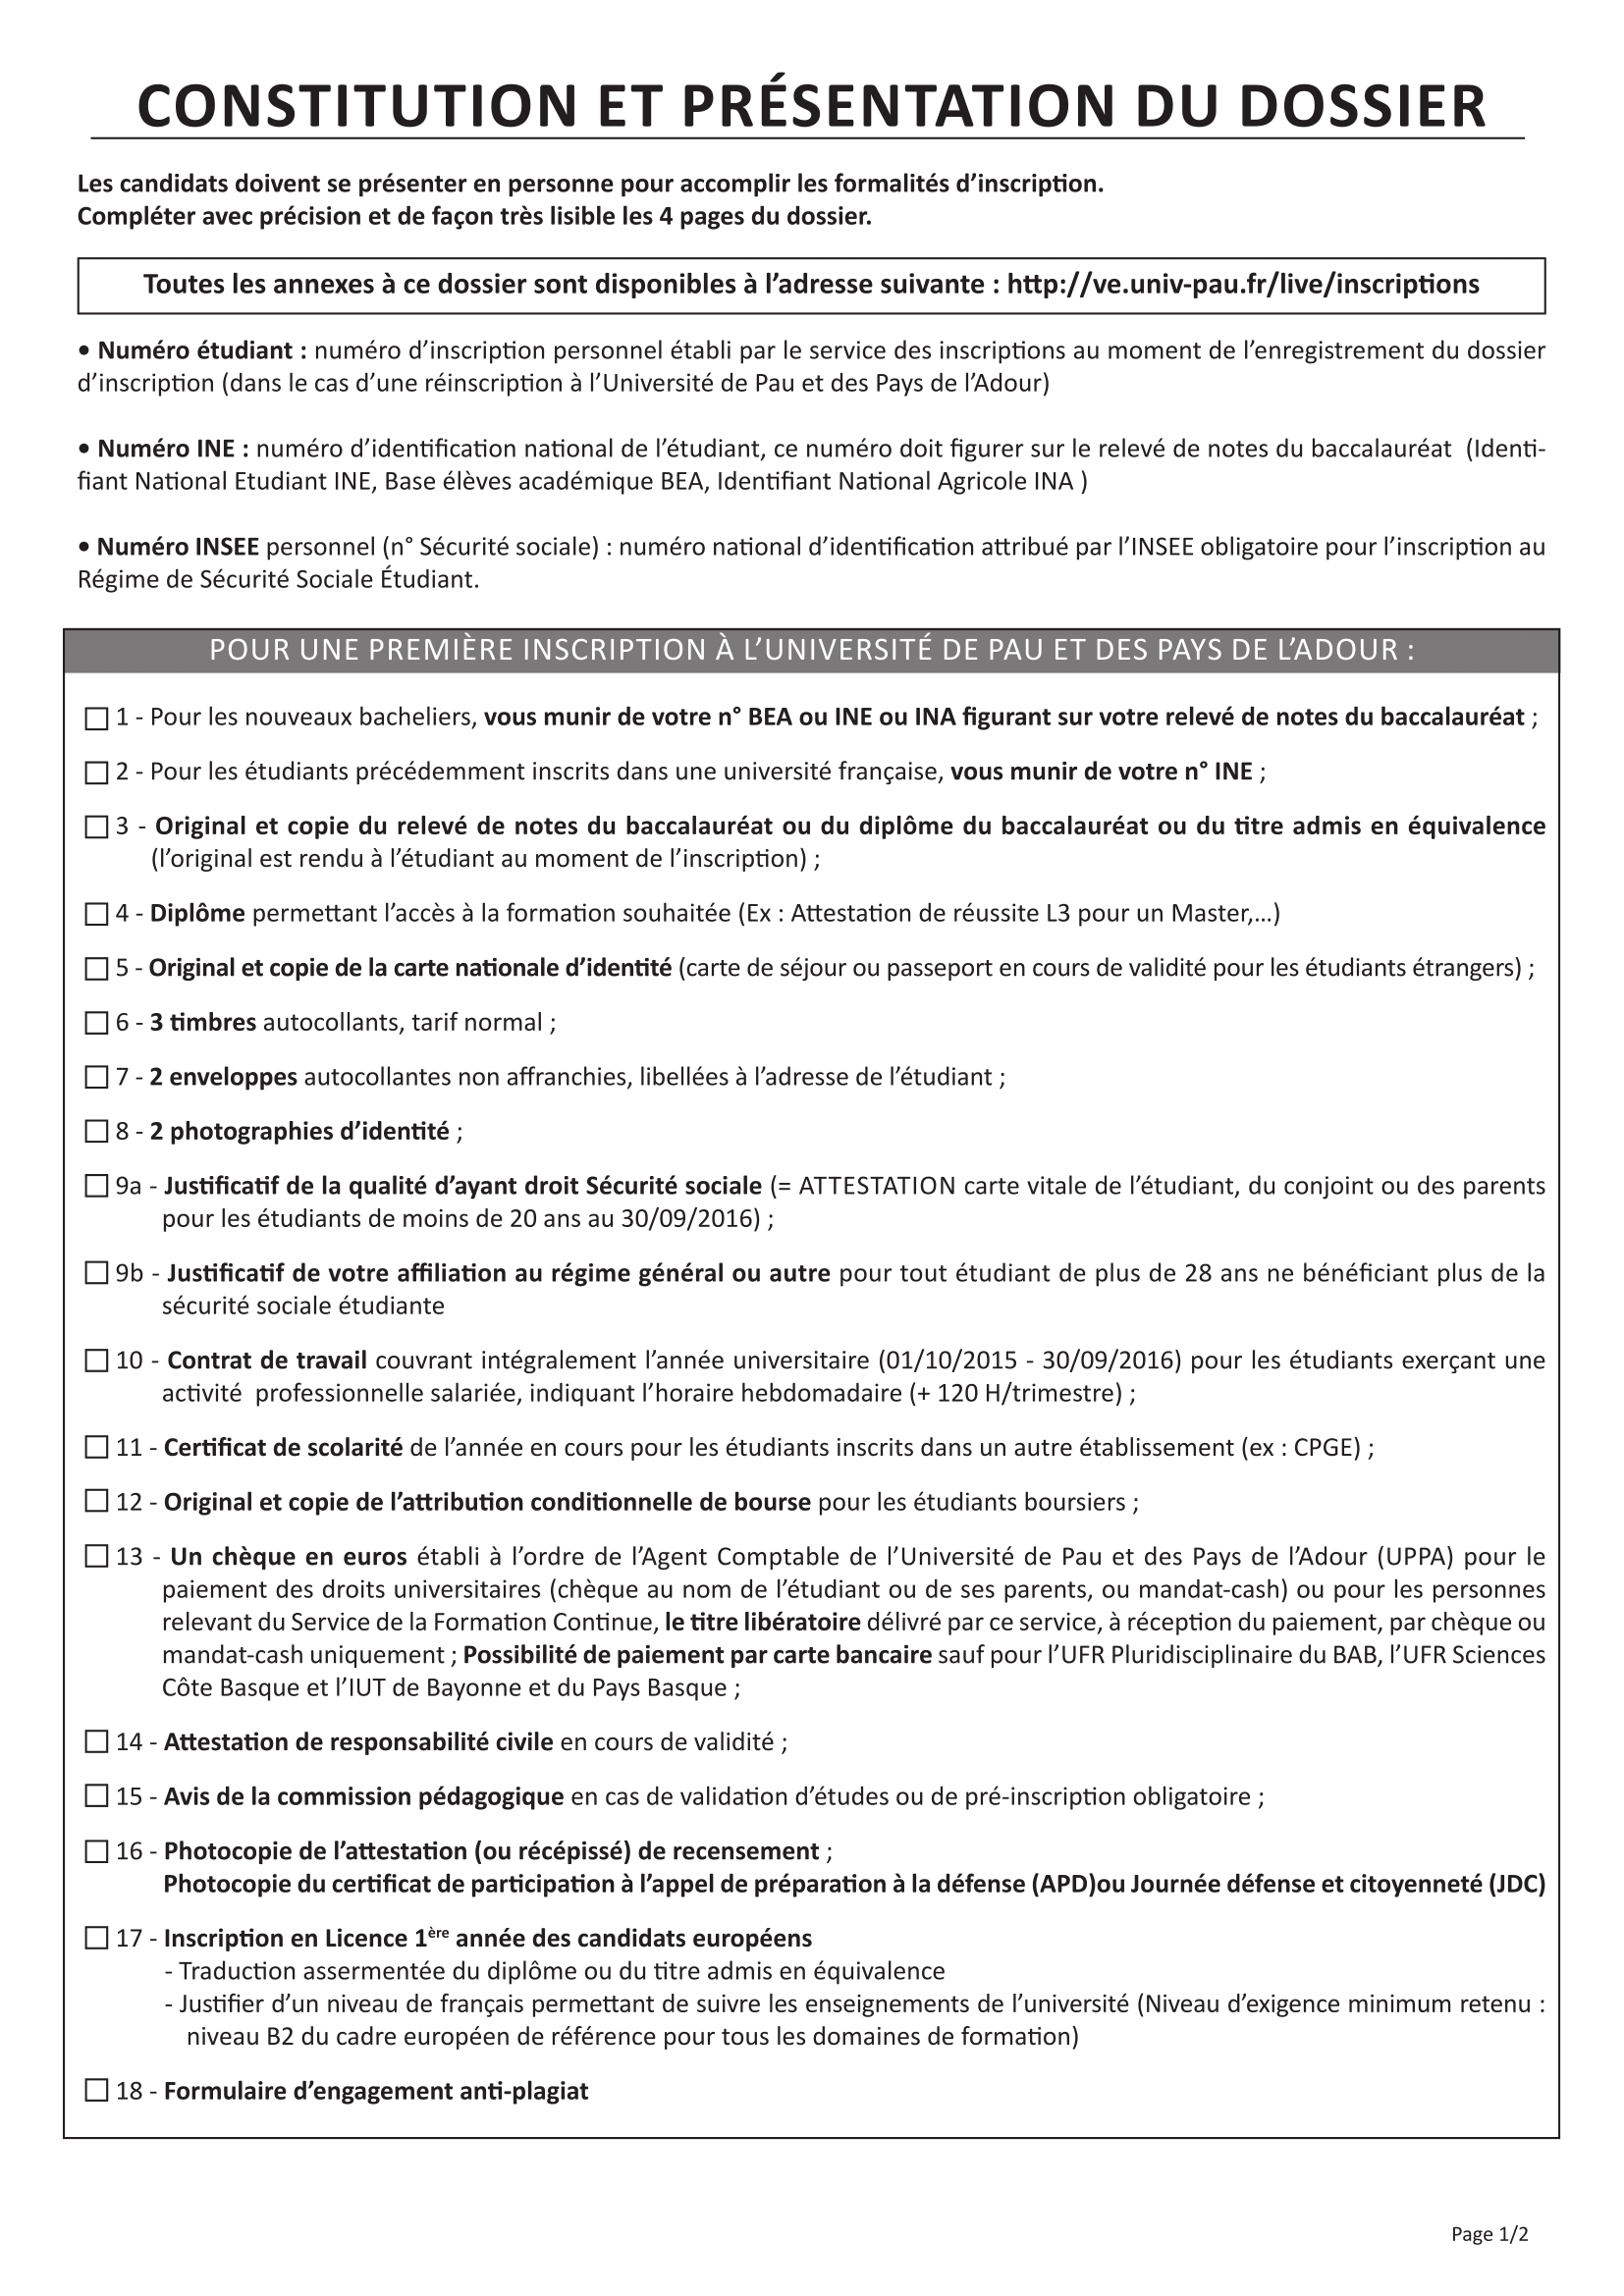 CONSTITUTION ET PRÉSENTATION DU DOSSIER
Les candidats doivent se présenter en personne pour accomplir les formalités d’inscription.
Compléter avec précision et de façon très lisible les 4 pages du dossier.
Toutes les annexes à ce dossier sont disponibles à l’adresse suivante : http://ve.univ-pau.fr/live/inscriptions
• Numéro étudiant : numéro d’inscription personnel établi par le service des inscriptions au moment de l’enregistrement du dossier
d’inscription (dans le cas d’une réinscription à l’Université de Pau et des Pays de l’Adour)
• Numéro INE : numéro d’identification national de l’étudiant, ce numéro doit figurer sur le relevé de notes du baccalauréat (Identi-
fiant National Etudiant INE, Base élèves académique BEA, Identifiant National Agricole INA )
• Numéro INSEE personnel (n° Sécurité sociale) : numéro national d’identification attribué par l’INSEE obligatoire pour l’inscription au
Régime de Sécurité Sociale Étudiant.
POUR UNE PREMIÈRE INSCRIPTION À L’UNIVERSITÉ DE PAU ET DES PAYS DE L’ADOUR :
1 - Pour les nouveaux bacheliers, vous munir de votre n° BEA ou INE ou INA figurant sur votre relevé de notes du baccalauréat ;
2 - Pour les étudiants précédemment inscrits dans une université française, vous munir de votre n° INE ;
3 - Original et copie du relevé de notes du baccalauréat ou du diplôme du baccalauréat ou du titre admis en équivalence
(l’original est rendu à l’étudiant au moment de l’inscription) ;
4 - Diplôme permettant l’accès à la formation souhaitée (Ex : Attestation de réussite L3 pour un Master,...)
5 - Original et copie de la carte nationale d’identité (carte de séjour ou passeport en cours de validité pour les étudiants étrangers) ;
6 - 3 timbres autocollants, tarif normal ;
7 - 2 enveloppes autocollantes non affranchies, libellées à l’adresse de l’étudiant ;
8 - 2 photographies d’identité ;
9a - Justificatif de la qualité d’ayant droit Sécurité sociale (= ATTESTATION carte vitale de l’étudiant, du conjoint ou des parents
pour les étudiants de moins de 20 ans au 30/09/2016) ;
9b - Justificatif de votre affiliation au régime général ou autre pour tout étudiant de plus de 28 ans ne bénéficiant plus de la
sécurité sociale étudiante
10 - Contrat de travail couvrant intégralement l’année universitaire (01/10/2015 - 30/09/2016) pour les étudiants exerçant une
activité professionnelle salariée, indiquant l’horaire hebdomadaire (+ 120 H/trimestre) ;
11 - Certificat de scolarité de l’année en cours pour les étudiants inscrits dans un autre établissement (ex : CPGE) ;
12 - Original et copie de l’attribution conditionnelle de bourse pour les étudiants boursiers ;
13 - Un chèque en euros établi à l’ordre de l’Agent Comptable de l’Université de Pau et des Pays de l’Adour (UPPA) pour le
paiement des droits universitaires (chèque au nom de l’étudiant ou de ses parents, ou mandat-cash) ou pour les personnes
relevant du Service de la Formation Continue, le titre libératoire délivré par ce service, à réception du paiement, par chèque ou
mandat-cash uniquement ; Possibilité de paiement par carte bancaire sauf pour l’UFR Pluridisciplinaire du BAB, l’UFR Sciences
Côte Basque et l’IUT de Bayonne et du Pays Basque ;
14 - Attestation de responsabilité civile en cours de validité ;
15 - Avis de la commission pédagogique en cas de validation d’études ou de pré-inscription obligatoire ;
16 - Photocopie de l’attestation (ou récépissé) de recensement ;
Photocopie du certificat de participation à l’appel de préparation à la défense (APD)ou Journée défense et citoyenneté (JDC)
17 - Inscription en Licence 1ère année des candidats européens
- Traduction assermentée du diplôme ou du titre admis en équivalence
- Justifier d’un niveau de français permettant de suivre les enseignements de l’université (Niveau d’exigence minimum retenu :
niveau B2 du cadre européen de référence pour tous les domaines de formation)
18 - Formulaire d’engagement anti-plagiat
Page 1/2